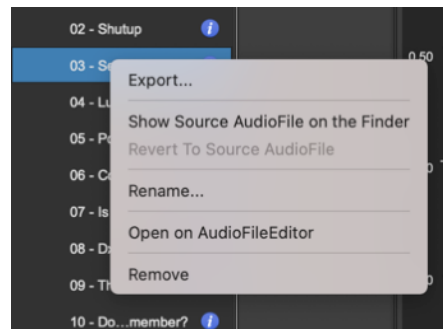 02 - Shutup
0.50
03 - Se
Export...
04 - Lu
Show Source AudioFile on the Finder
05 - Po
Revert To Source AudioFile
06 - Co
Rename...
07 - Is
Open on AudioFileEditor
08 - D
Remove
09 - Th
10 - Do...member?